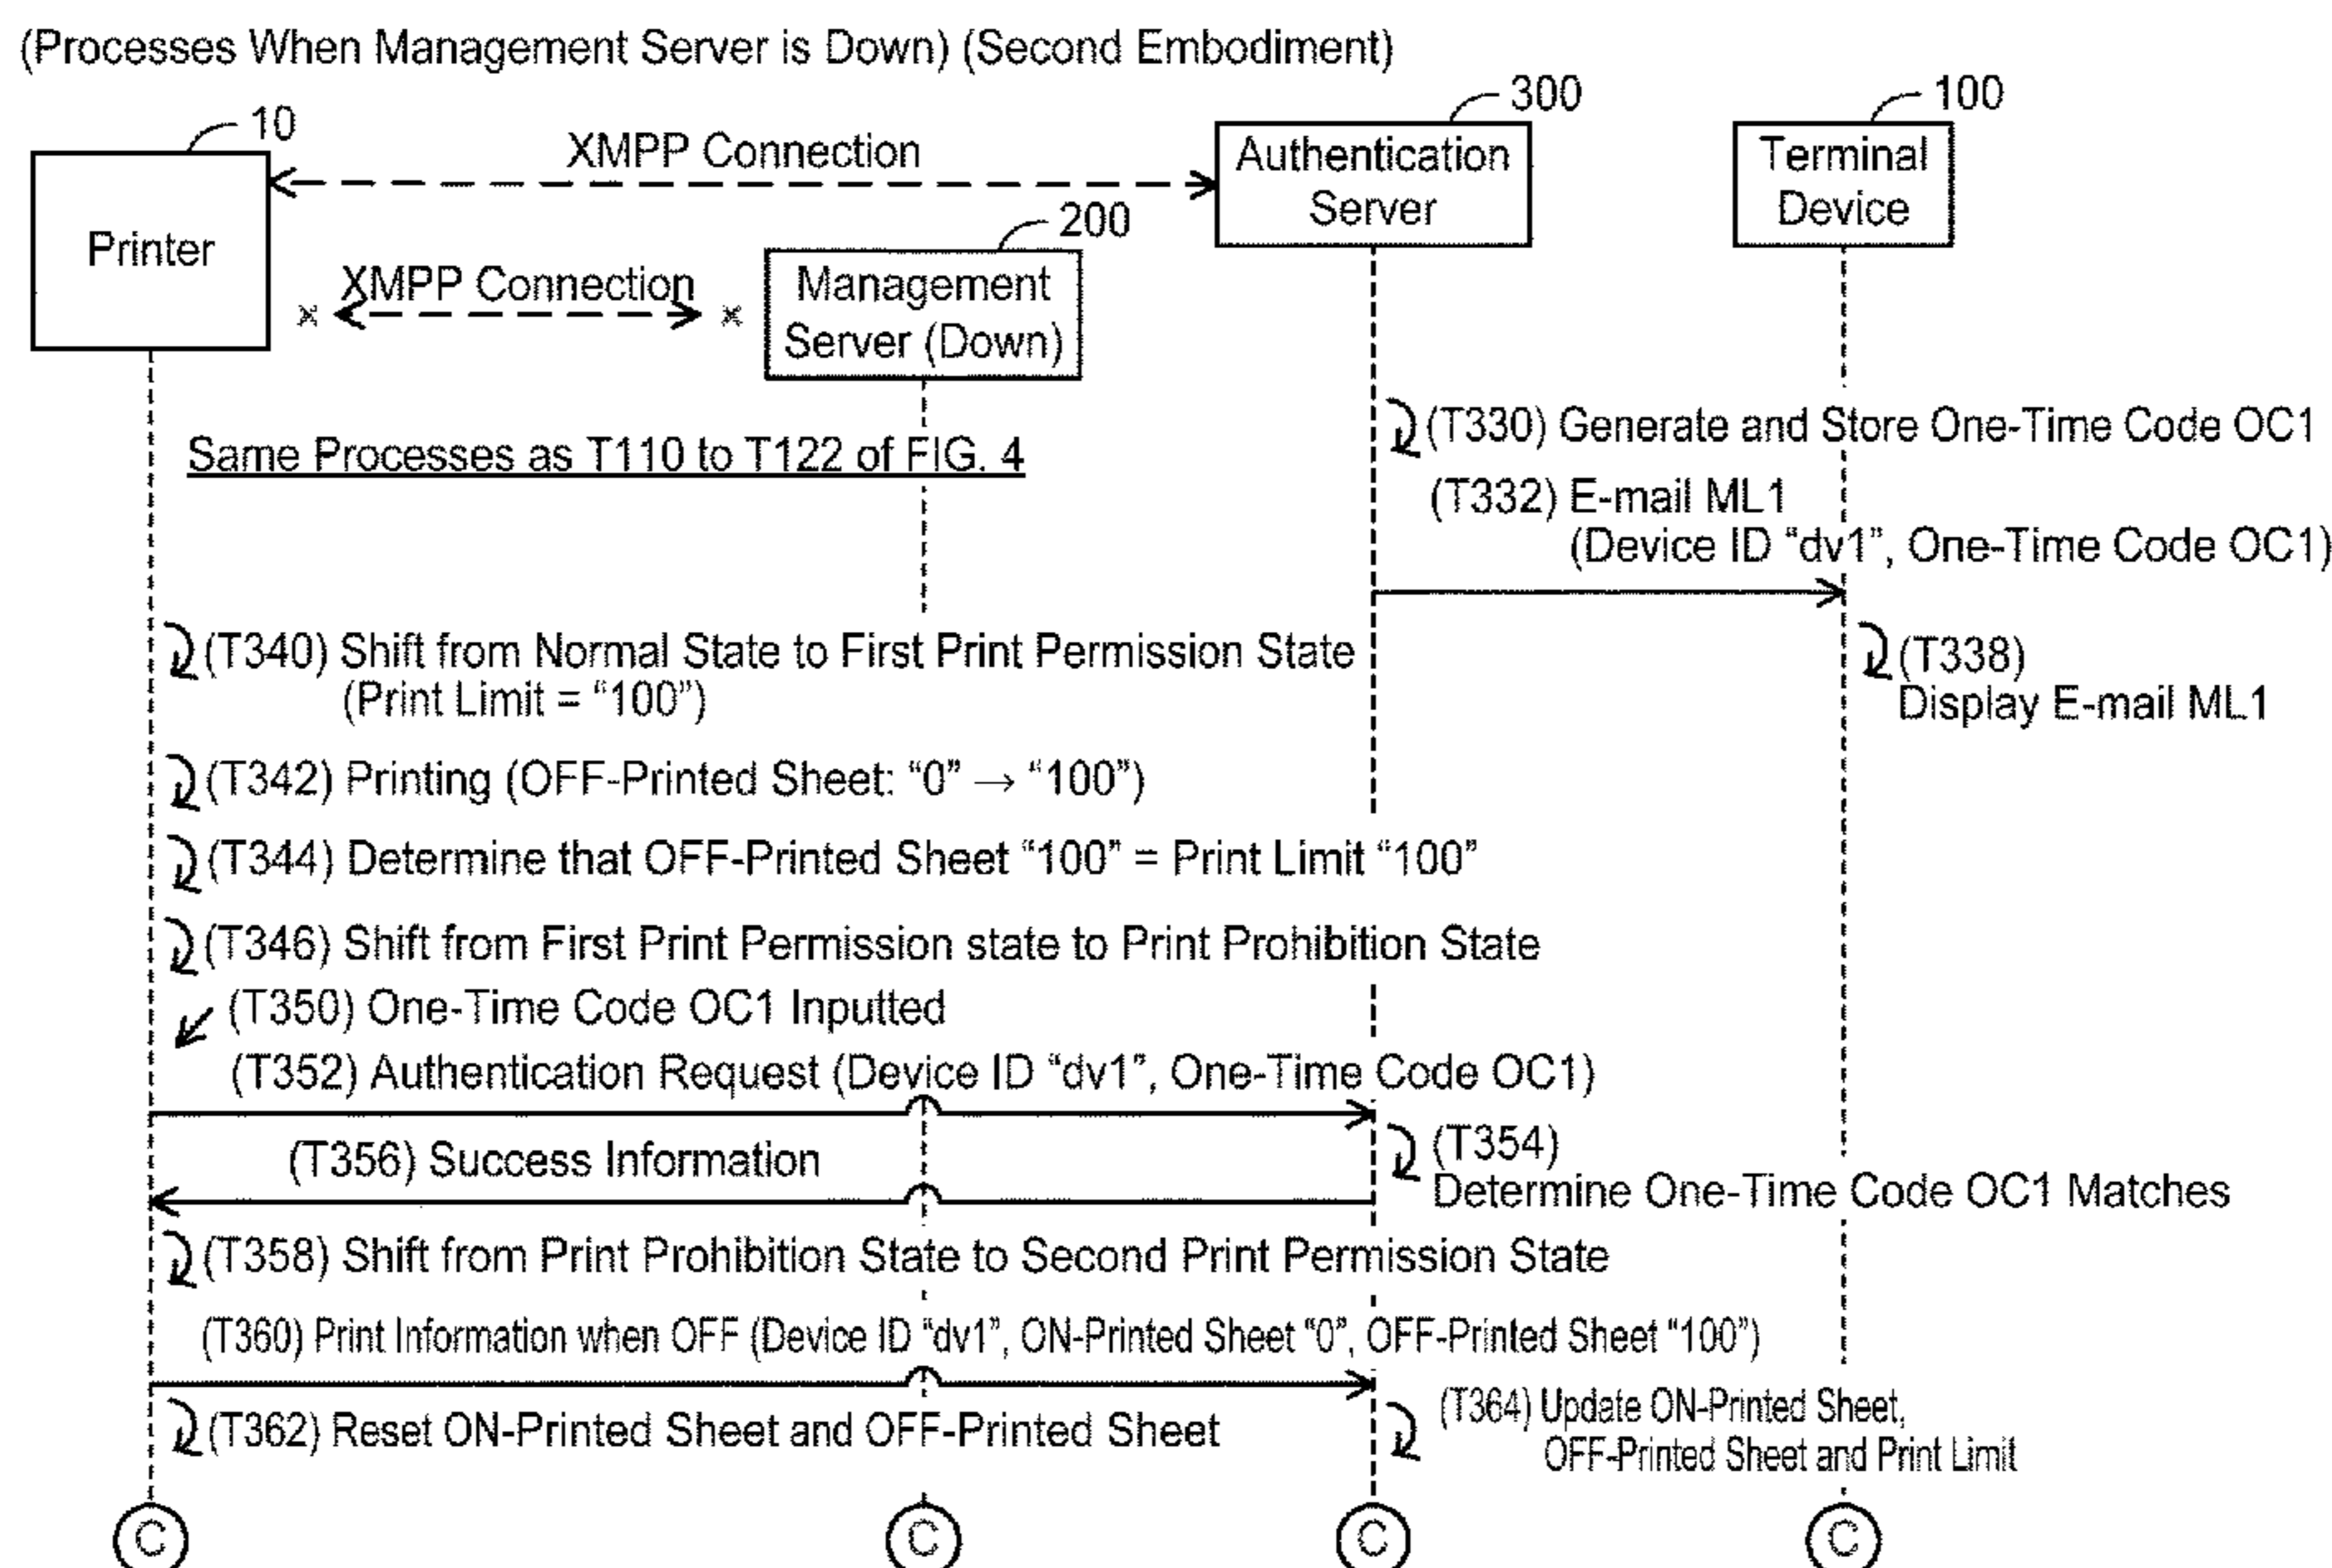 (Processes When Management Server is Down) (Second Embodiment)
10
XMPP Connection
300
Authentication
Server
100
Terminal
Device
Printer
XMPP Connection
200
Management
Server (Down)
× ×
Same Processes as T110 to T122 of FIG. 4
(T330) Generate and Store One-Time Code OC1
(T332) E-mail ML1
(Device ID “dv1”, One-Time Code OC1)
(T338)
Display E-mail ML1
(T340) Shift from Normal State to First Print Permission State
(Print Limit = “100”)
(T342) Printing (OFF-Printed Sheet: “0” → “100”)
(T344) Determine that OFF-Printed Sheet “100” = Print Limit “100”
(T346) Shift from First Print Permission state to Print Prohibition State
(T350) One-Time Code OC1 Inputted
(T352) Authentication Request (Device ID “dv1”, One-Time Code OC1)
(T354)
Determine One-Time Code OC1 Matches
(T356) Success Information
(T358) Shift from Print Prohibition State to Second Print Permission State
(T360) Print Information when OFF (Device ID “dv1”, ON-Printed Sheet “0”, OFF-Printed Sheet “100”)
(T362) Reset ON-Printed Sheet and OFF-Printed Sheet
(T364) Update ON-Printed Sheet,
OFF-Printed Sheet and Print Limit
C C C C